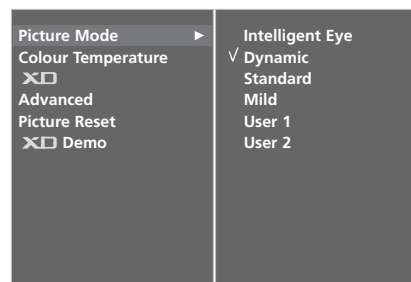 Picture Mode ►
Colour Temperature
XD
Advanced
Picture Reset
XD Demo
Intelligent Eye
√ Dynamic
Standard
Mild
User 1
User 2